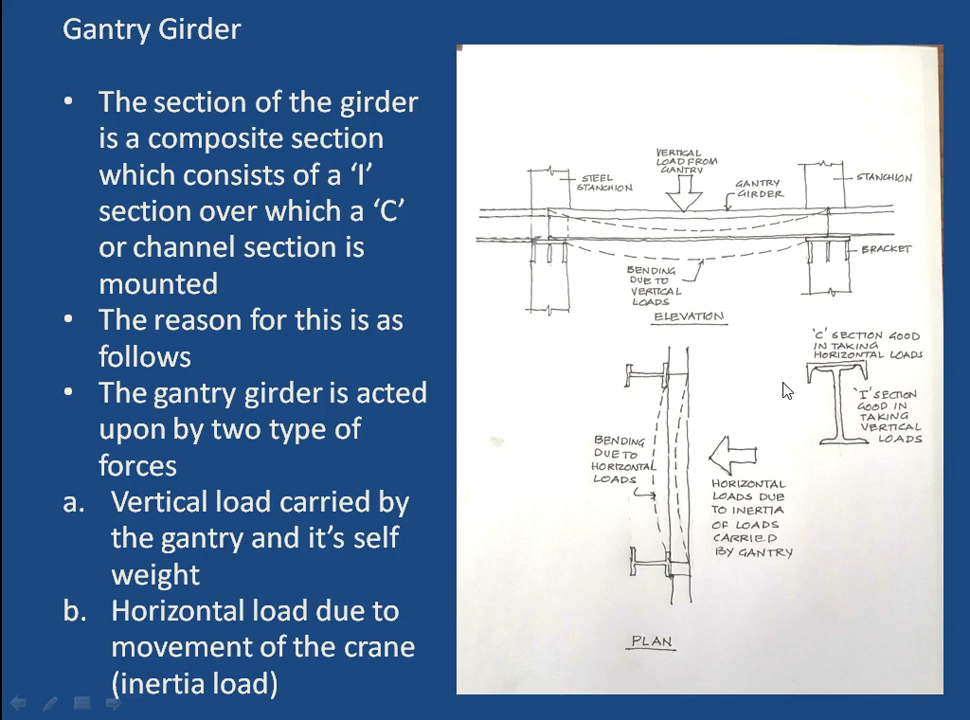 Gantry Girder
• The section of the girder
is a composite section
which consists of a ‘I’
section over which a ‘C’
or channel section is
mounted
• The reason for this is as
follows
• The gantry girder is acted
upon by two type of
forces
a. Vertical load carried by
the gantry and it’s self
weight
b. Horizontal load due to
movement of the crane
(inertia load)
VERTICAL
LOAD FROM
GANTRY
STEEL
STANCHION
GANTRY
GIRDER
STANCHION
BRACKET
BENDING
DUE TO
VERTICAL
LOADS
ELEVATION
'C' SECTION GOOD
IN TAKING
HORIZONTAL LOADS
'I' SECTION
GOOD IN
TAKING
VERTICAL
LOADS
BENDING
DUE TO
HORIZONTAL
LOADS
HORIZONTAL
LOADS DUE
TO INERTIA
OF LOADS
CARRIED
BY GANTRY
PLAN